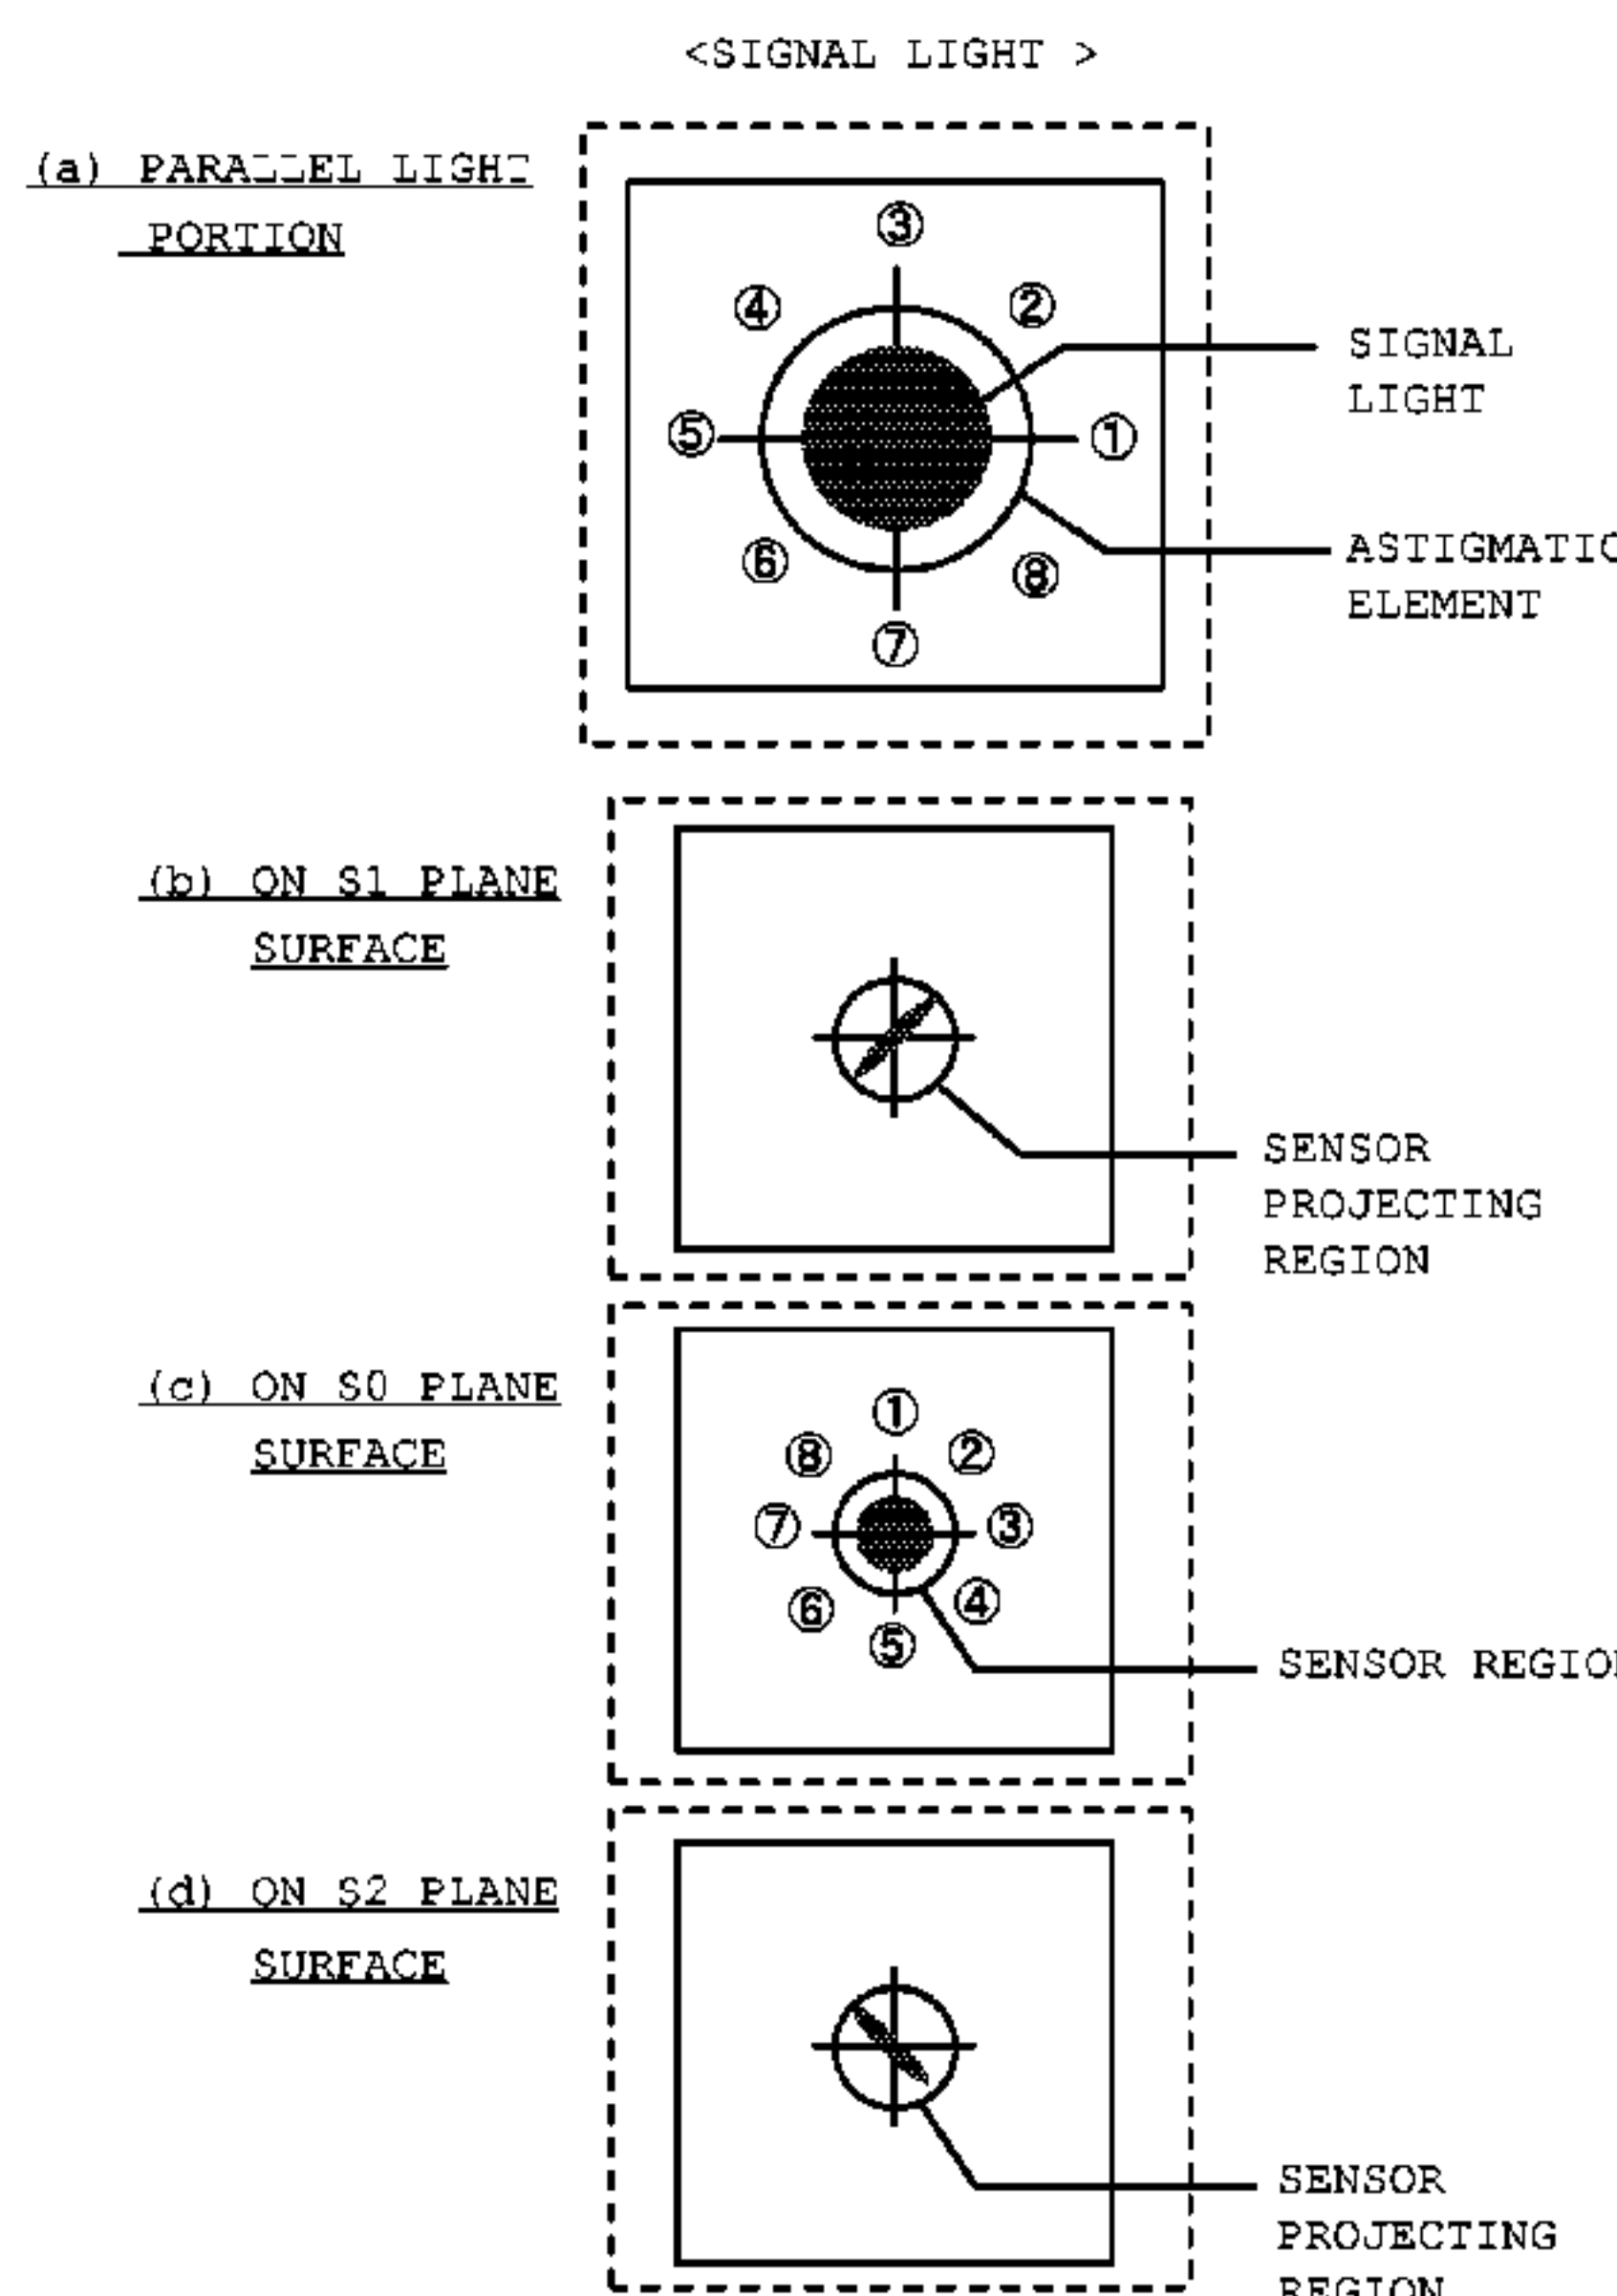 <SIGNAL LIGHT >
(a) PARALLEL LIGHT
PORTION
③
④ ②
SIGNAL
LIGHT
⑤ ①
ASTIGMATIC
ELEMENT
⑥ ⑧
⑦
(b) ON S1 PLANE
SURFACE
SENSOR
PROJECTING
REGION
(c) ON S0 PLANE
SURFACE
①
⑧ ②
⑦ ③
⑥ ④
⑤
SENSOR REGION
(d) ON S2 PLANE
SURFACE
SENSOR
PROJECTING
REGION